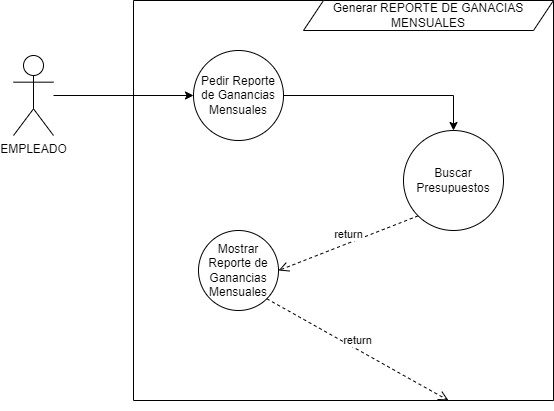 Generar REPORTE DE GANACIAS
MENSUALES
Pedir Reporte
de Ganancias
Mensuales
EMPLEADO
Buscar
Presupuestos
return
Mostrar
Reporte de
Ganancias
Mensuales
return